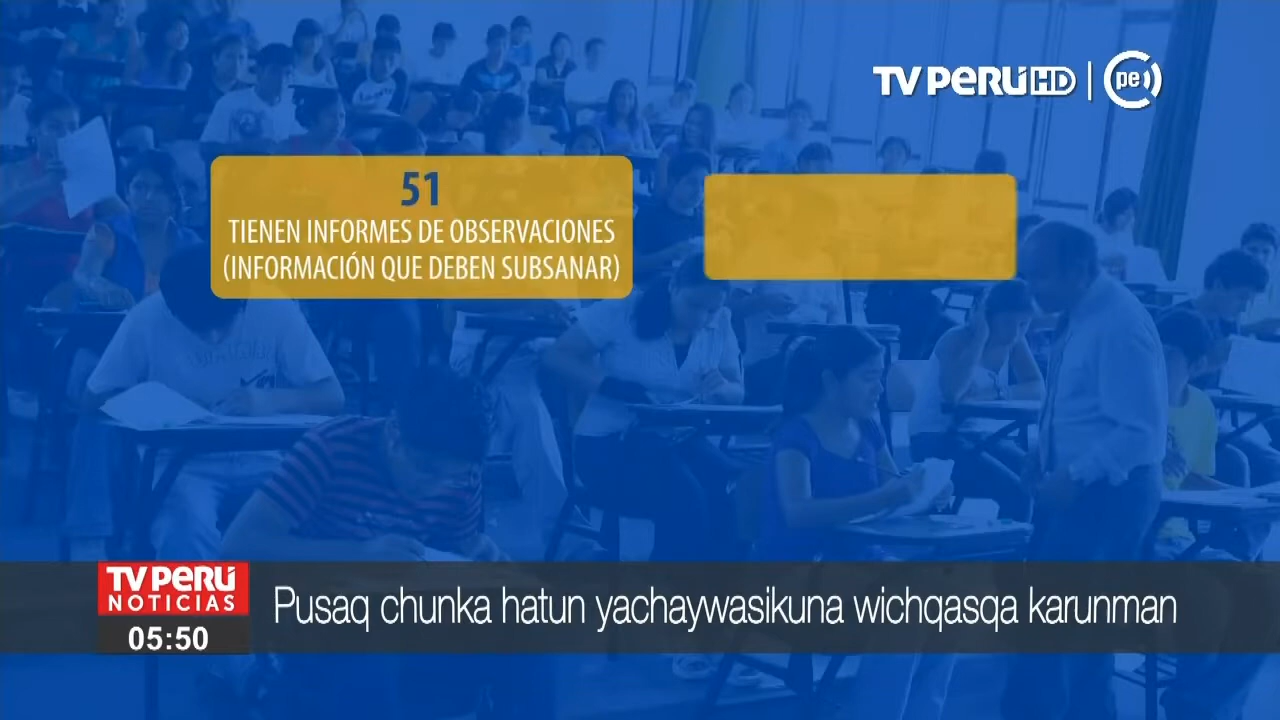 TV PERÚ HD | pe
51
TIENEN INFORMES DE OBSERVACIONES
(INFORMACIÓN QUE DEBEN SUBSANAR)
TV PERÚ
NOTICIAS
05:50
Pusaq chunka hatun yachaywasikuna wichqasqa karunman